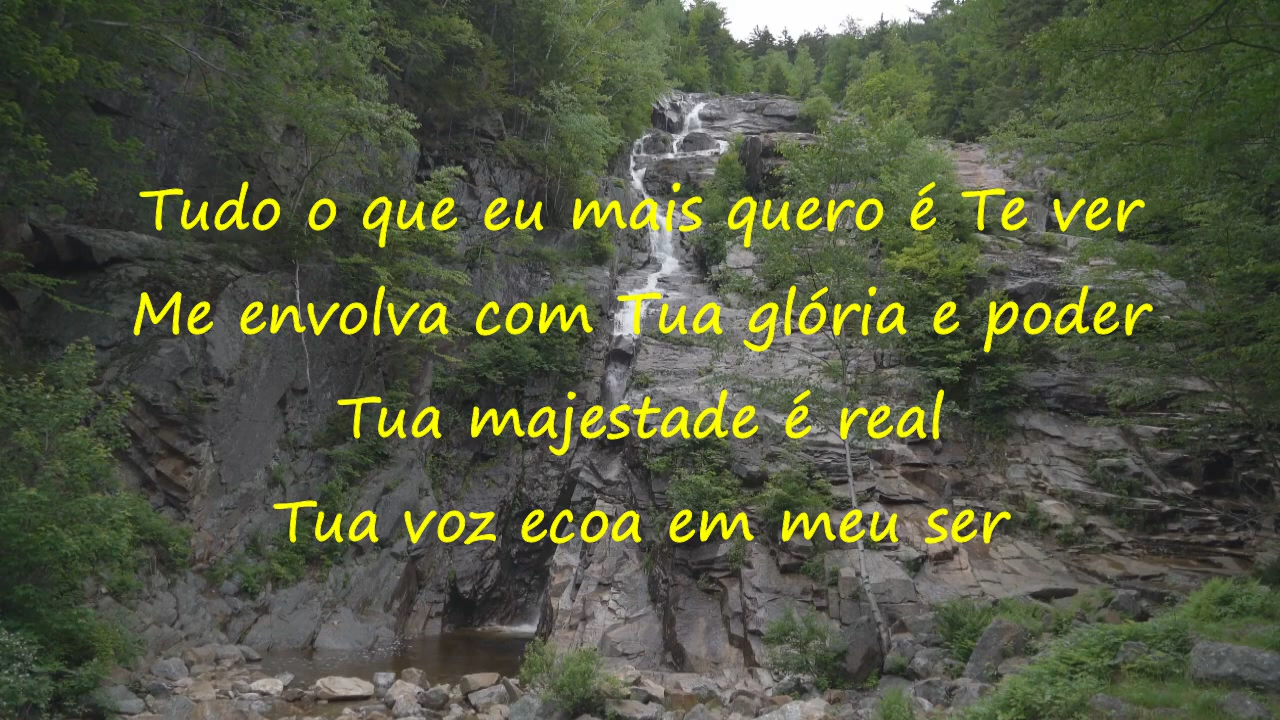 Tudo o que eu mais quero é Te ver
Me envolva com Tua glória e poder
Tua majestade é real
Tua voz ecoa em meu ser